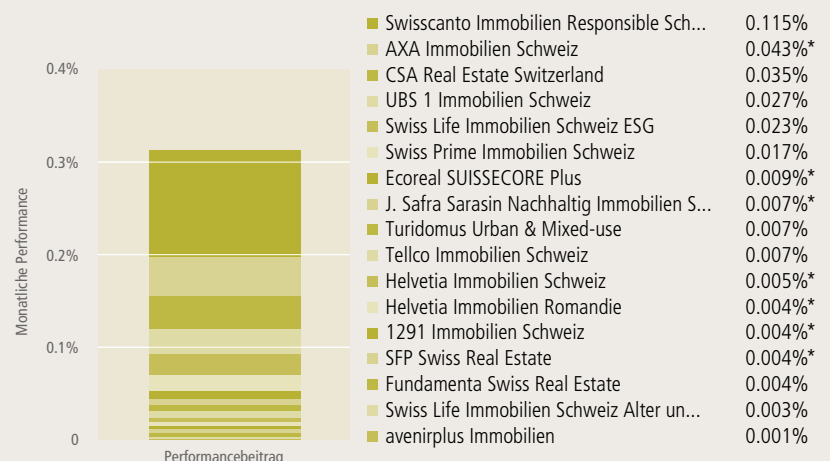 Swisscanto Immobilien Responsible Sch... 0.115%
AXA Immobilien Schweiz 0.043%*
CSA Real Estate Switzerland 0.035%
UBS 1 Immobilien Schweiz 0.027%
Swiss Life Immobilien Schweiz ESG 0.023%
Swiss Prime Immobilien Schweiz 0.017%
Ecoreal SUISSECORE Plus 0.009%*
J. Safra Sarasin Nachhaltig Immobilien S... 0.007%*
Turidomus Urban & Mixed-use 0.007%
Tellco Immobilien Schweiz 0.007%
Helvetia Immobilien Schweiz 0.005%*
Helvetia Immobilien Romandie 0.004%*
1291 Immobilien Schweiz 0.004%*
SFP Swiss Real Estate 0.004%*
Fundamenta Swiss Real Estate 0.004%
Swiss Life Immobilien Schweiz Alter un... 0.003%
avenirplus Immobilien 0.001%
Monatliche Performance
0.4%
0.3%
0.2%
0.1%
0
Performancebeitrag